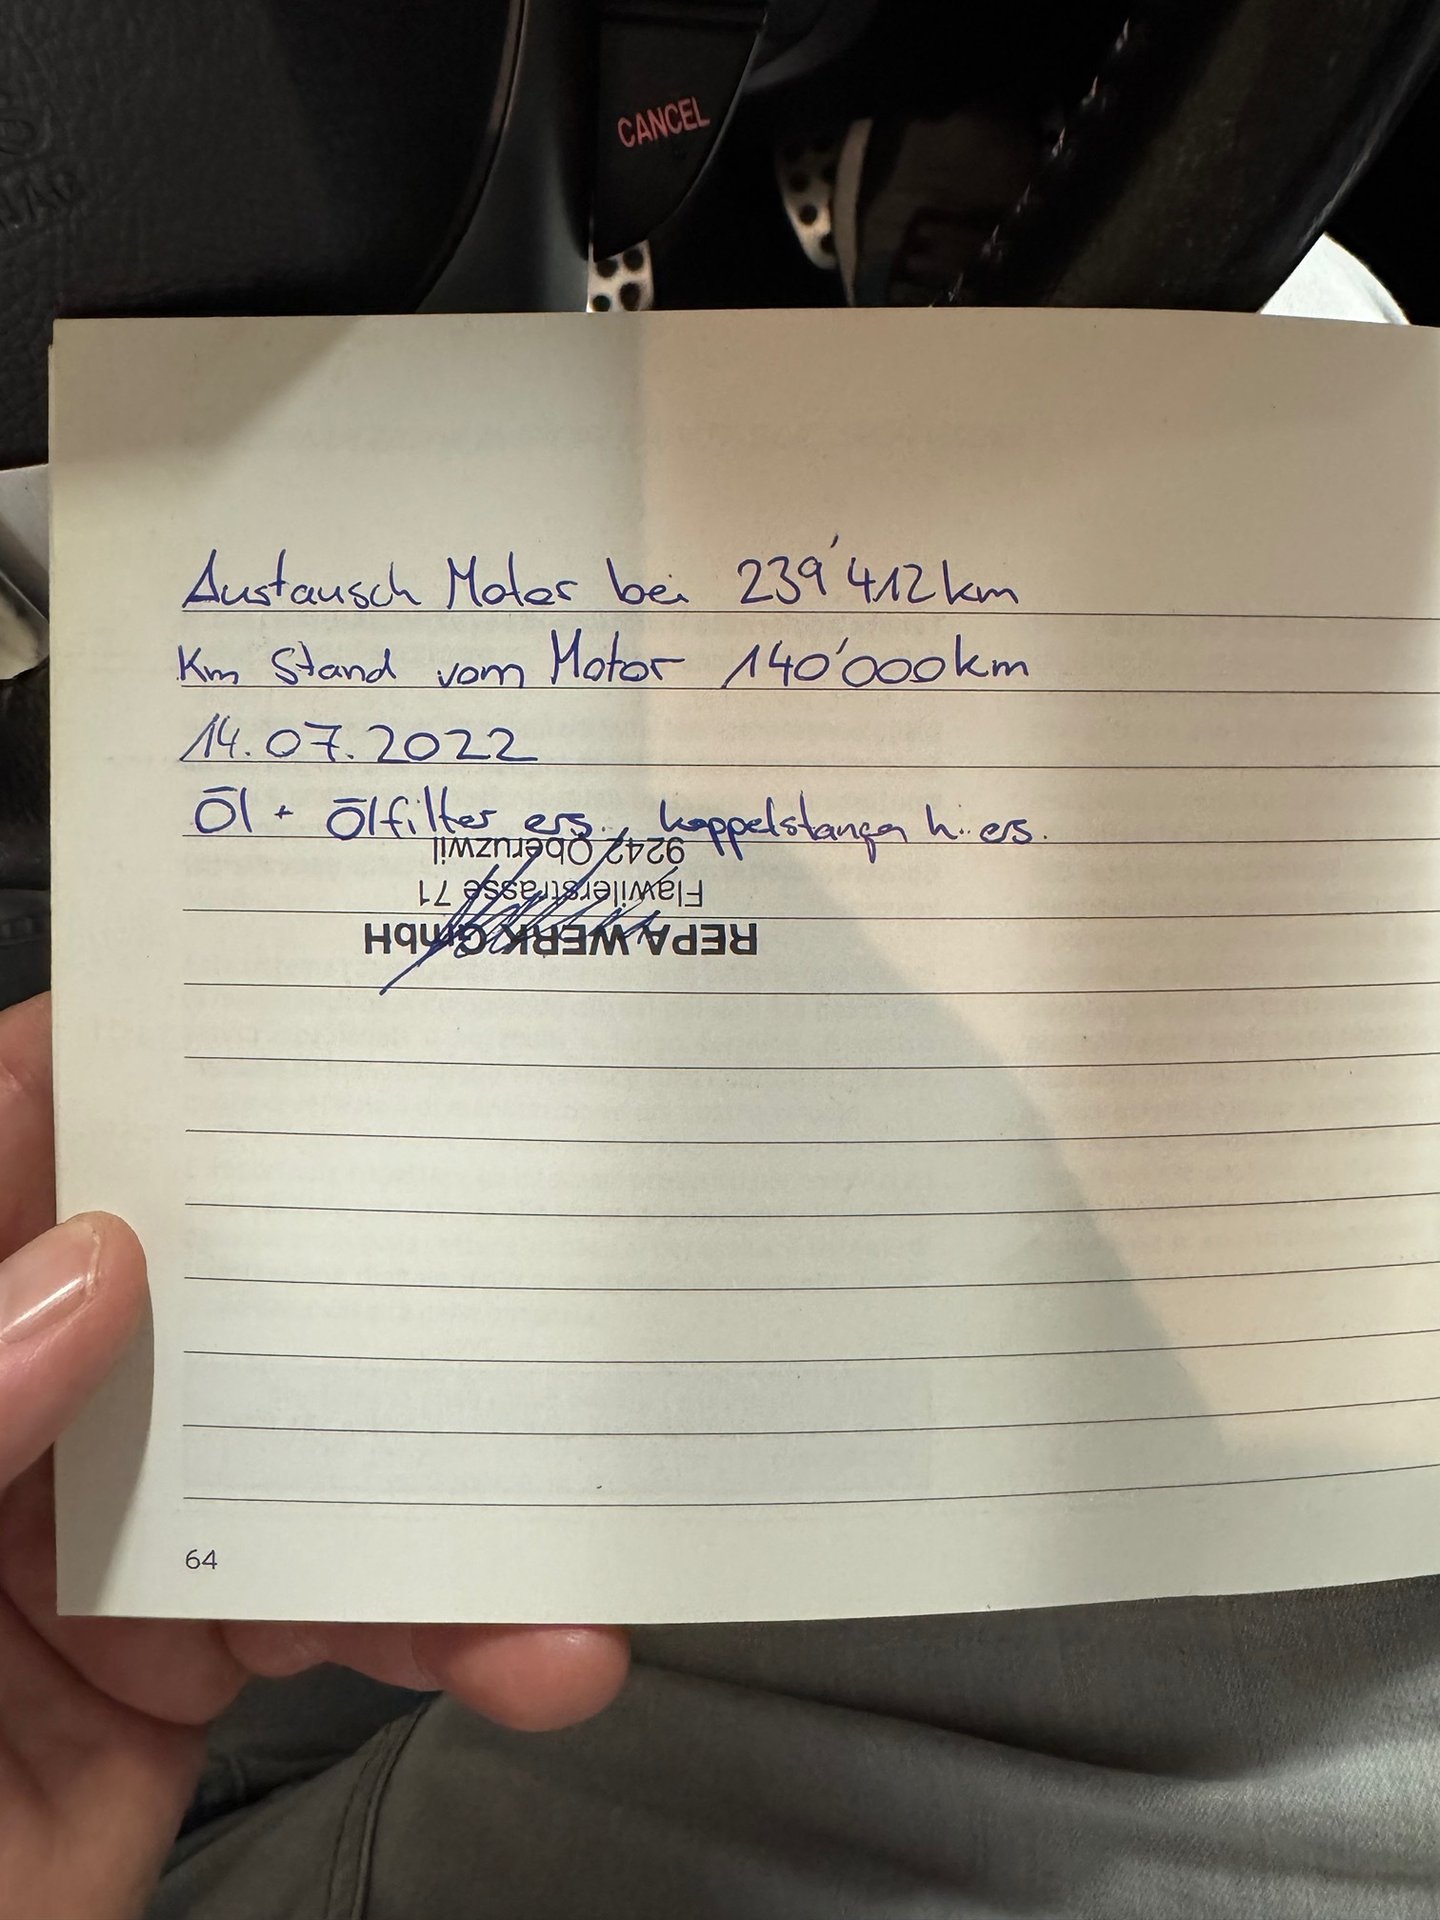 CANCEL
Austausch Motor bei 239'412km
Km Stand vom Motor 140'000km
14.07.2022
Öl + Ölfilter ers., koppelstangen h. ers.
REPA WERK GmbH
Flawilerstrasse 71
9242 Oberuzwil
64